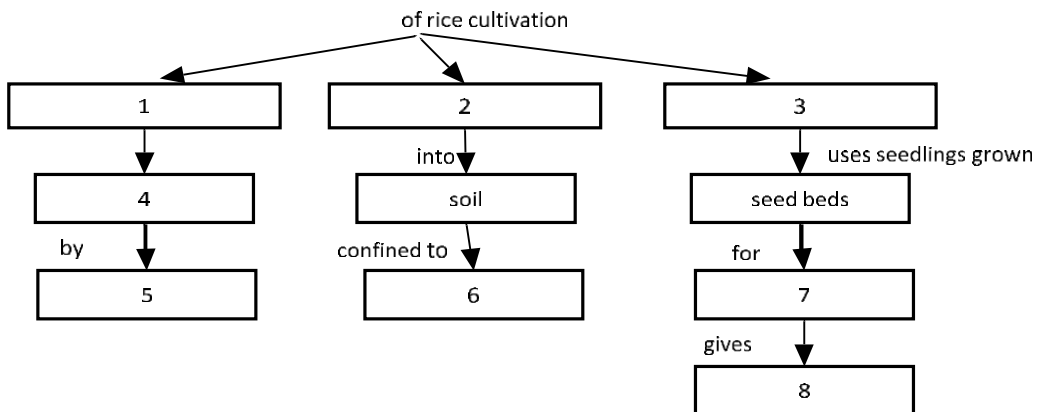 of rice cultivation
1
2
3
into
uses seedlings grown
4
soil
seed beds
by
confined to
for
5
6
7
gives
8